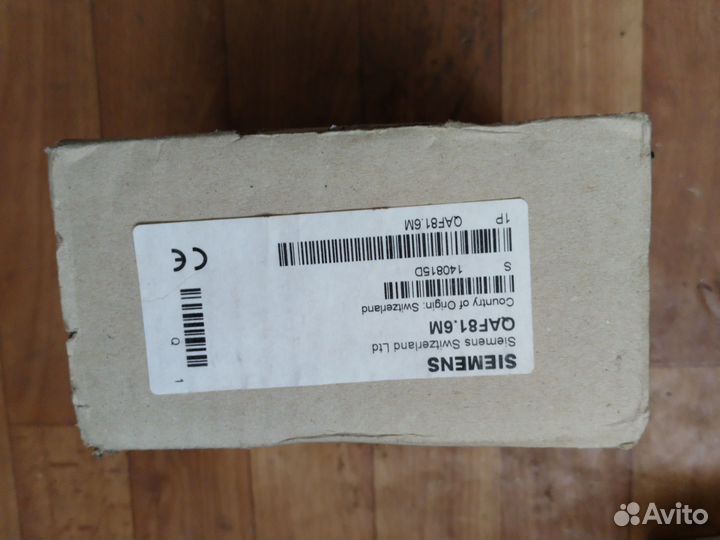 SIEMENS
Siemens Switzerland Ltd
QAF81.6M
Country of Origin: Switzerland
S 140815D
1P QAF81.6M
Q 1
CE
Avito